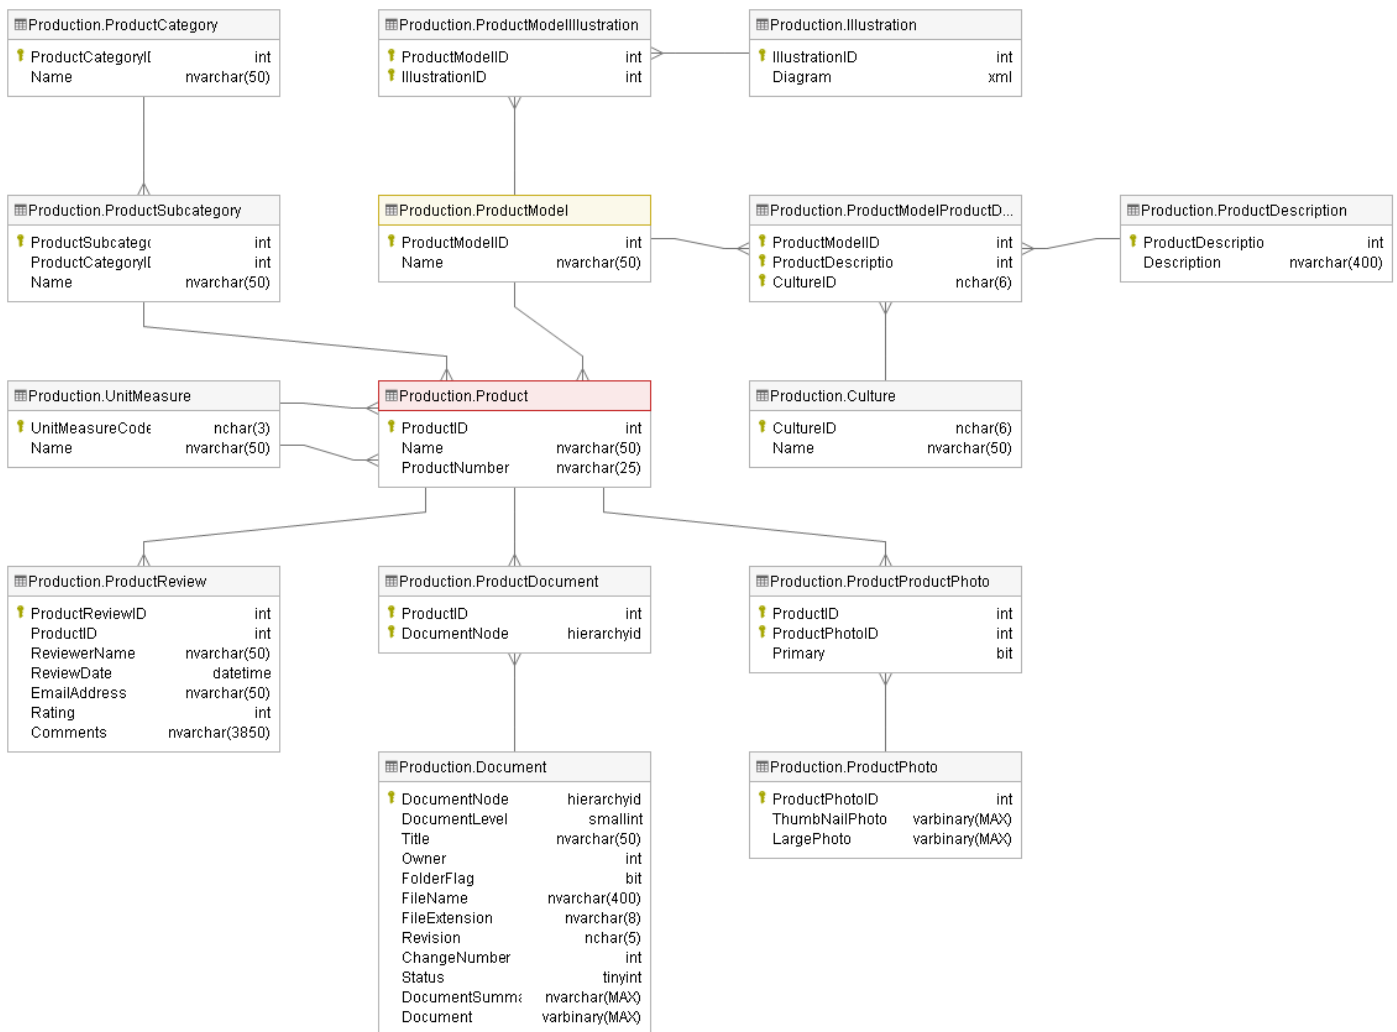 Production.ProductCategory
ProductCategoryI
int
Name
nvarchar(50)
Production.ProductModelIllustration
ProductModelID
int
IllustrationID
int
Production.Illustration
IllustrationID
int
Diagram
xml
Production.ProductSubcategory
ProductSubcateg
int
ProductCategoryI
int
Name
nvarchar(50)
Production.ProductModel
ProductModelID
int
Name
nvarchar(50)
Production.ProductModelProductD...
ProductModelID
int
ProductDescriptio
int
CultureID
nchar(6)
Production.ProductDescription
ProductDescriptio
int
Description
nvarchar(400)
Production.UnitMeasure
UnitMeasureCode
nchar(3)
Name
nvarchar(50)
Production.Product
ProductID
int
Name
nvarchar(50)
ProductNumber
nvarchar(25)
Production.Culture
CultureID
nchar(6)
Name
nvarchar(50)
Production.ProductReview
ProductReviewID
int
ProductID
int
ReviewerName
nvarchar(50)
ReviewDate
datetime
EmailAddress
nvarchar(50)
Rating
int
Comments
nvarchar(3850)
Production.ProductDocument
ProductID
int
DocumentNode
hierarchyid
Production.ProductProductPhoto
ProductID
int
ProductPhotoID
int
Primary
bit
Production.Document
DocumentNode
hierarchyid
DocumentLevel
smallint
Title
nvarchar(50)
Owner
int
FolderFlag
bit
FileName
nvarchar(400)
FileExtension
nvarchar(8)
Revision
nchar(5)
ChangeNumber
int
Status
tinyint
DocumentSumma
nvarchar(MAX)
Document
varbinary(MAX)
Production.ProductPhoto
ProductPhotoID
int
ThumbNailPhoto
varbinary(MAX)
LargePhoto
varbinary(MAX)